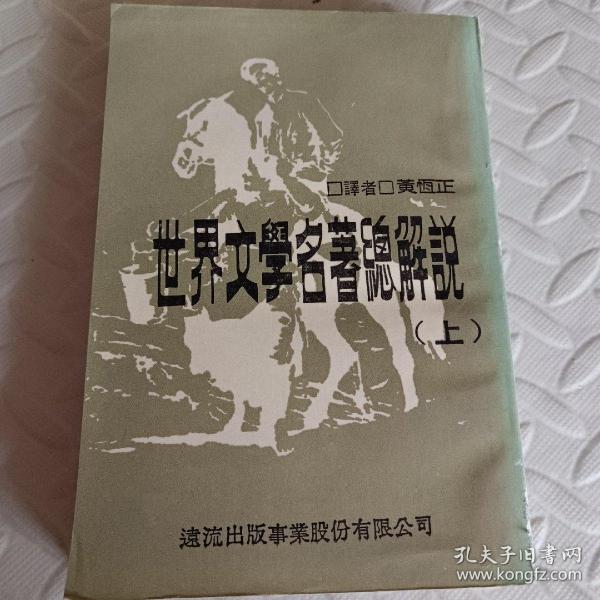 □譯者□黃恆正
世界文學名著總解説
（上）
遠流出版事業股份有限公司
孔夫子旧书网
www.kongfz.com